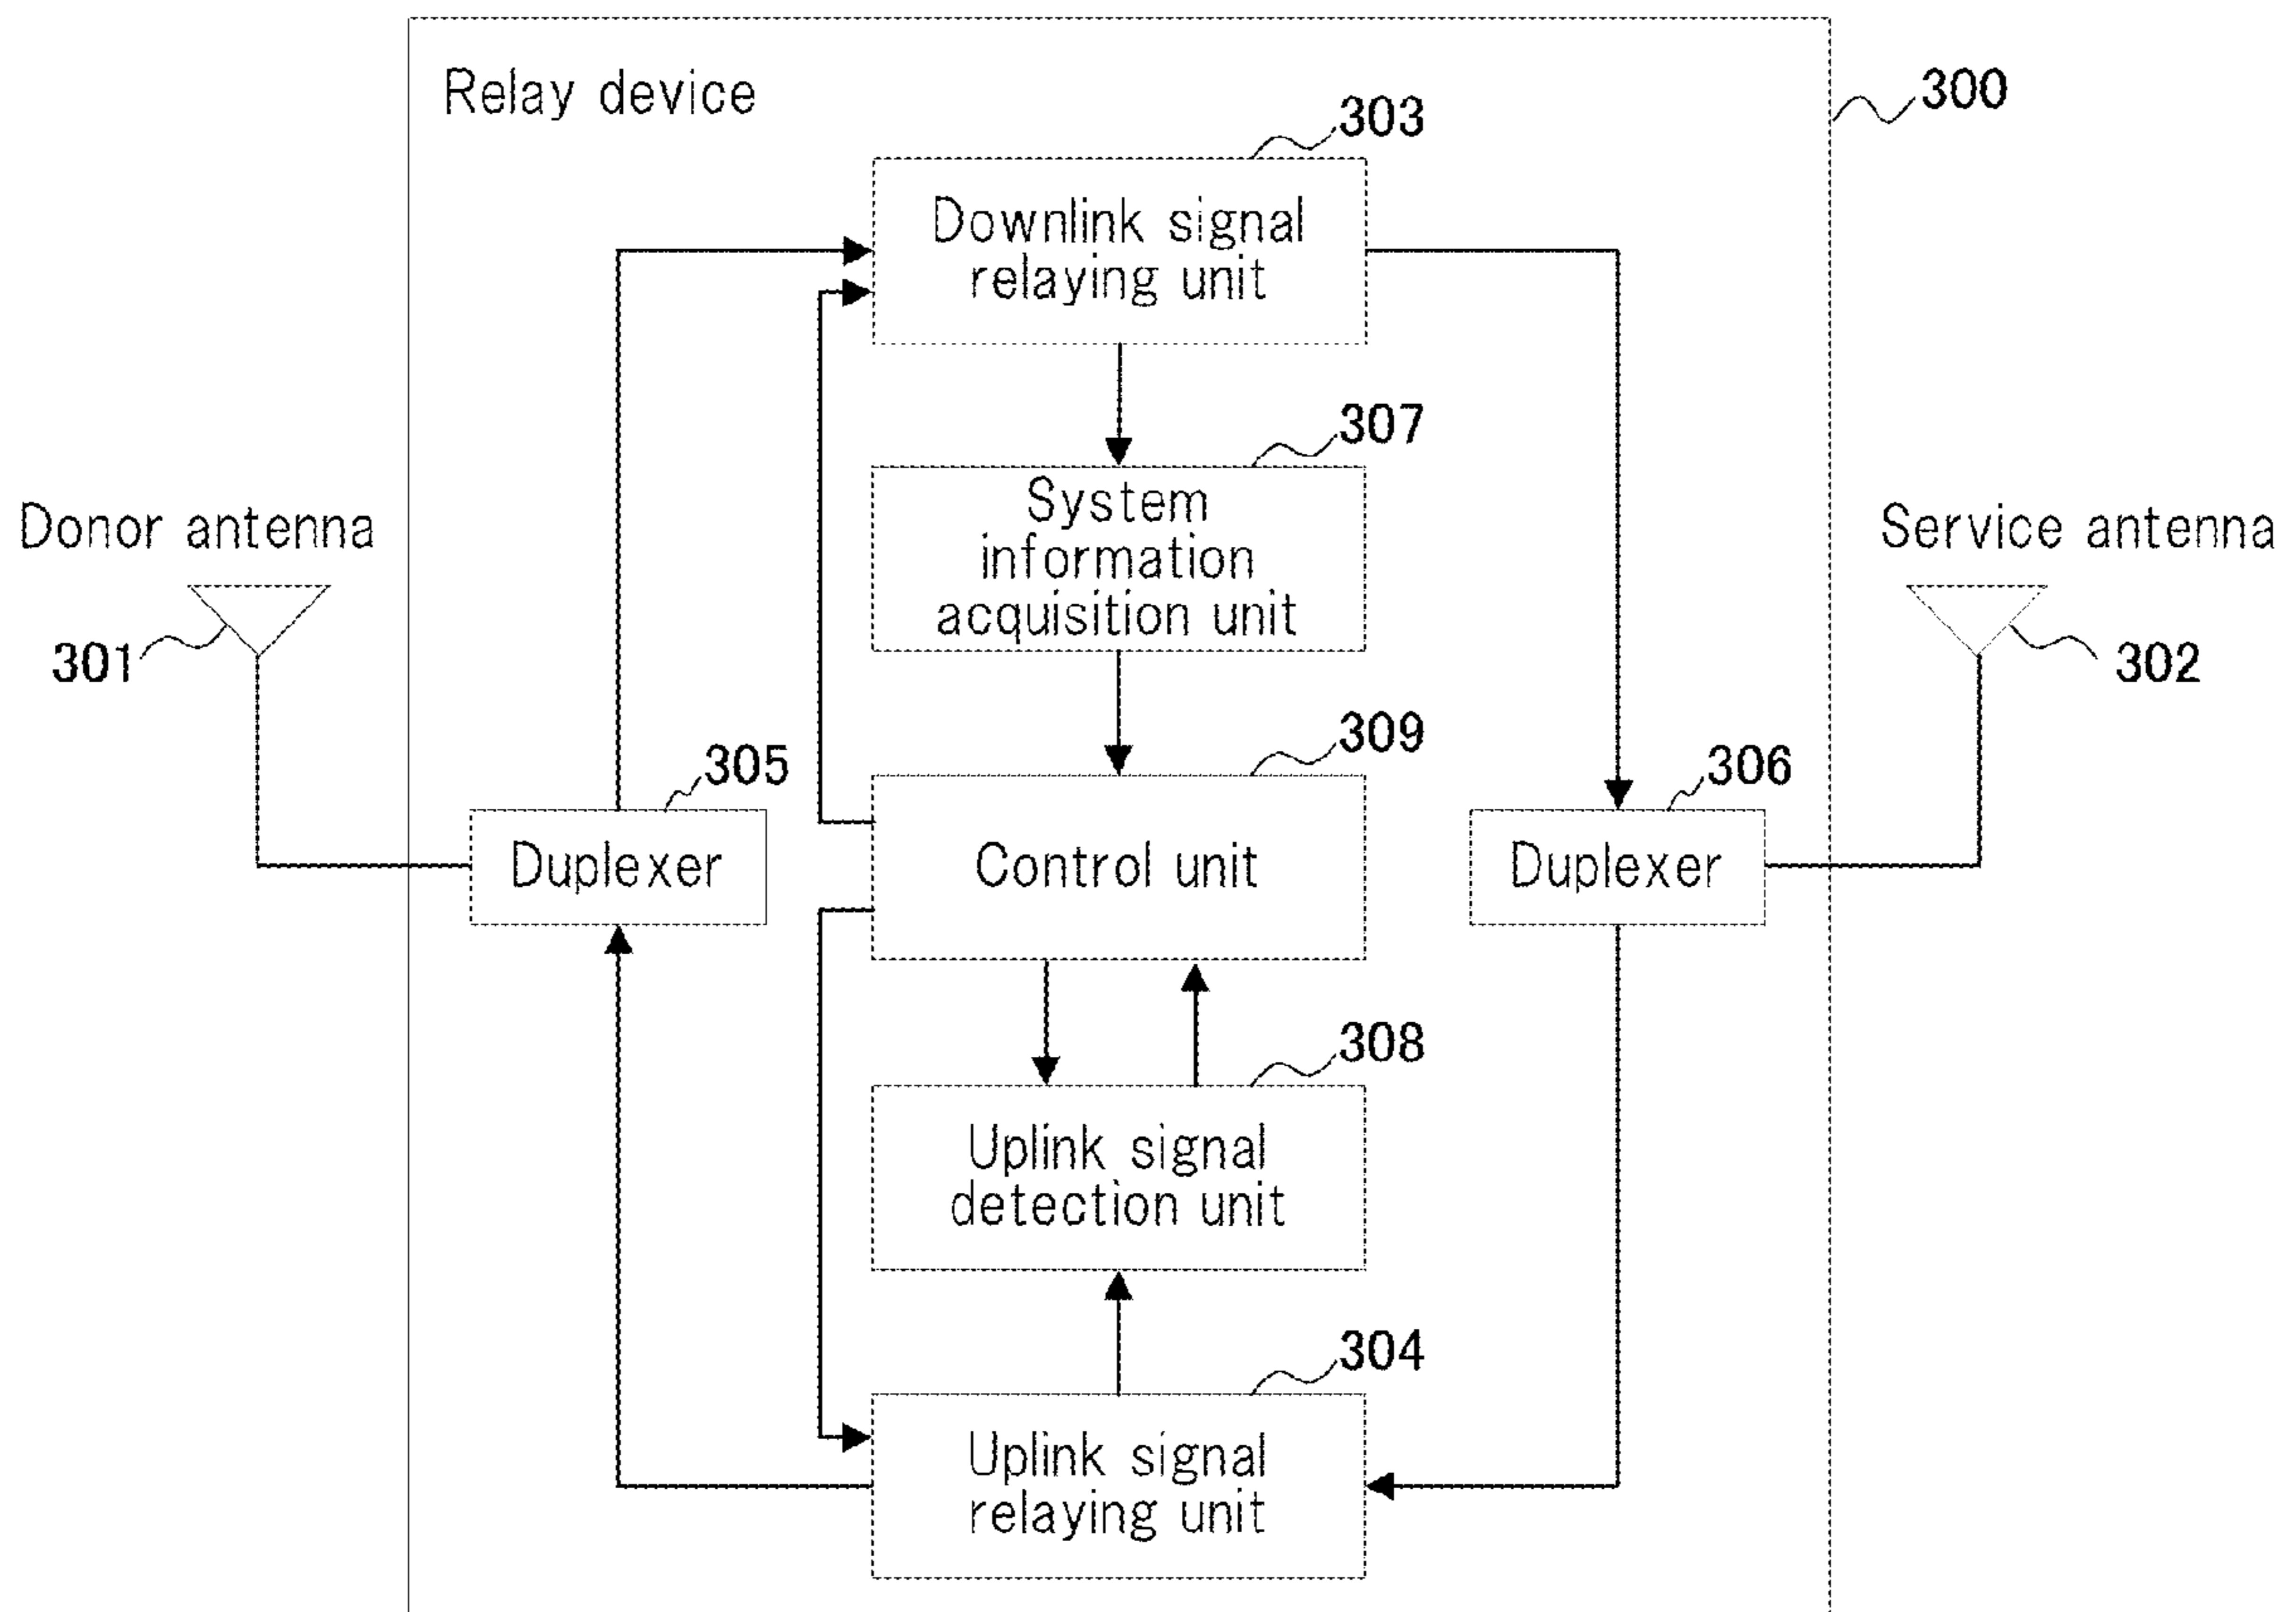 Relay device
300
303
Downlink signal
relaying unit
307
System
information
acquisition unit
Donor antenna
301
Service antenna
302
309
Control unit
305
Duplexer
306
Duplexer
308
Uplink signal
detection unit
304
Uplink signal
relaying unit